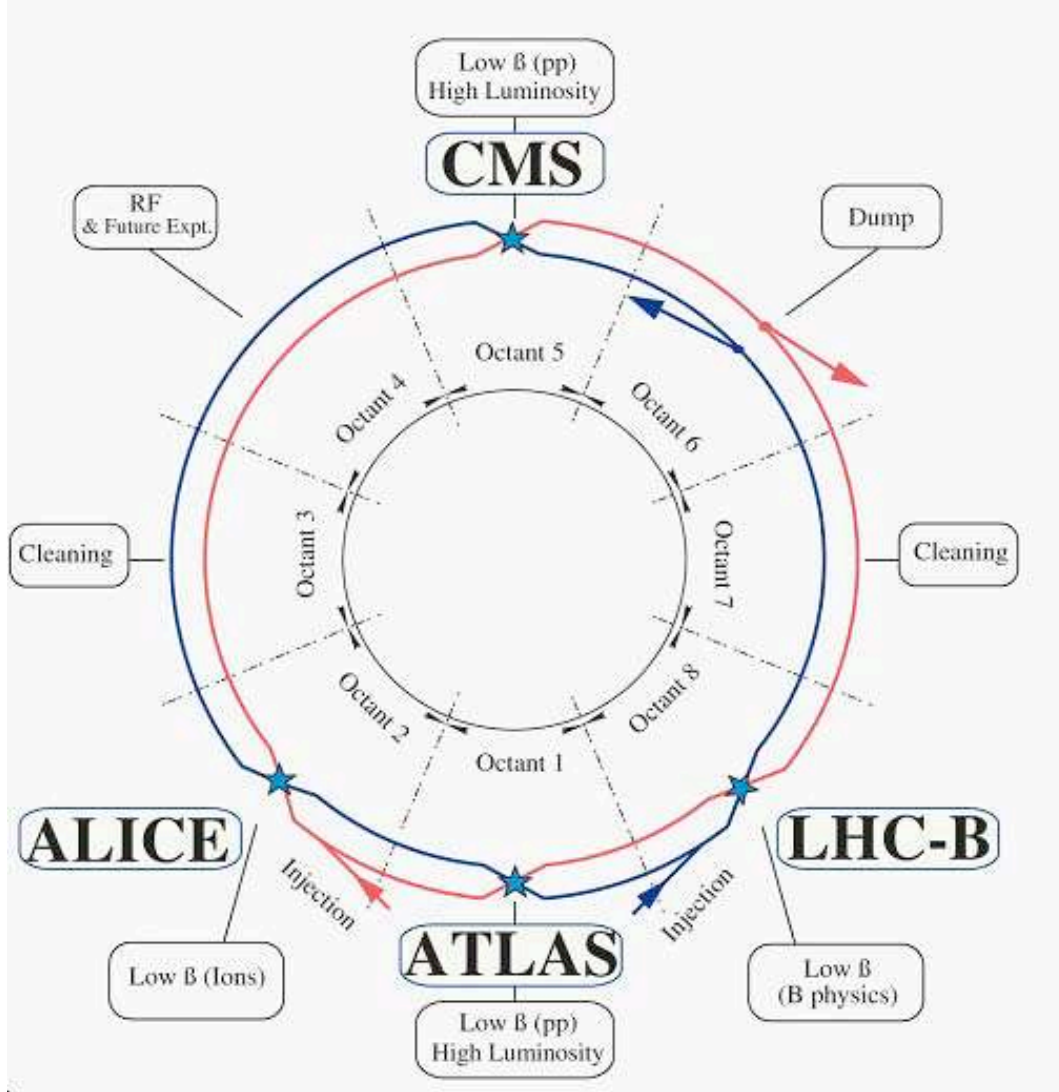 Low ß (pp)
High Luminosity
CMS
RF
& Future Expt.
Dump
Octant 5
Octant 4
Octant 6
Cleaning
Octant 3
Octant 7
Cleaning
Octant 2
Octant 8
Octant 1
ALICE
LHC-B
Injection
Injection
ATLAS
Low ß (Ions)
Low ß
(B physics)
Low ß (pp)
High Luminosity